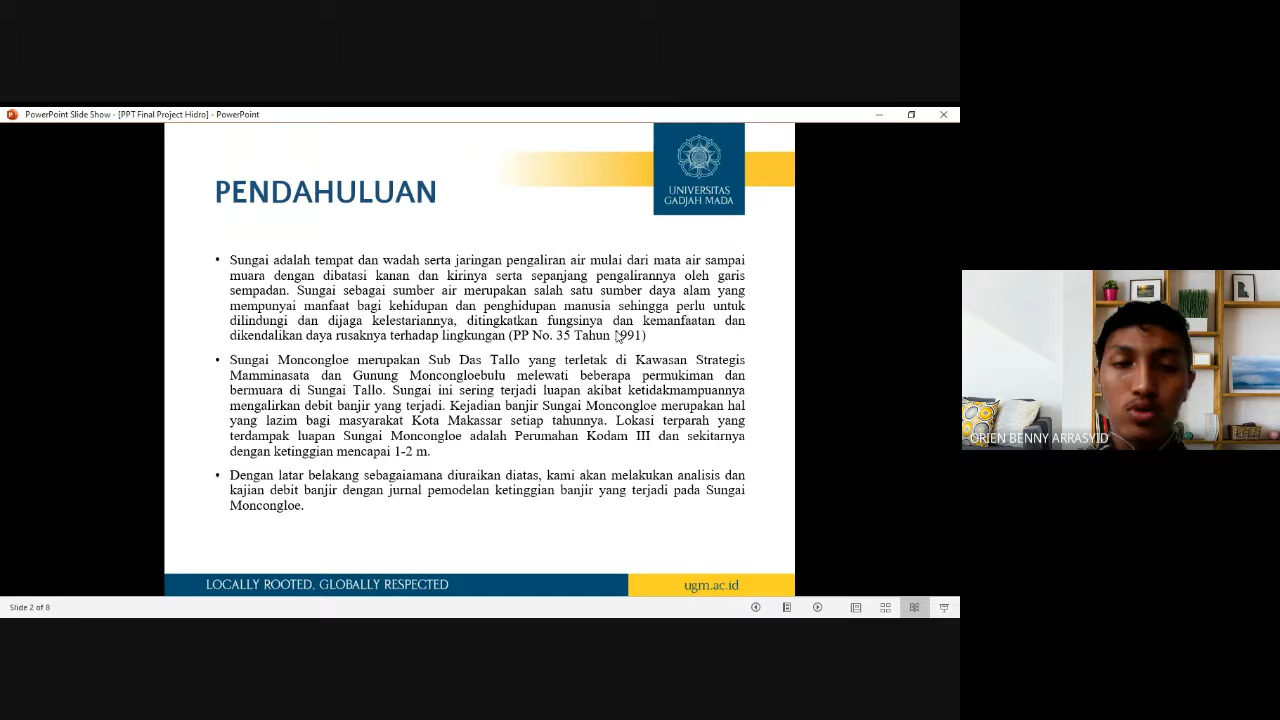 PowerPoint Slide Show - [PPT Final Project Hidro] - PowerPoint
UNIVERSITAS
GADJAH MADA
PENDAHULUAN
• Sungai adalah tempat dan wadah serta jaringan pengaliran air mulai dari mata air sampai
muara dengan dibatasi kanan dan kirinya serta sepanjang pengalirannya oleh garis
sempadan. Sungai sebagai sumber air merupakan salah satu sumber daya alam yang
mempunyai manfaat bagi kehidupan dan penghidupan manusia sehingga perlu untuk
dilindungi dan dijaga kelestariannya, ditingkatkan fungsinya dan kemanfaatan dan
dikendalikan daya rusaknya terhadap lingkungan (PP No. 35 Tahun 1991)
• Sungai Moncongloe merupakan Sub Das Tallo yang terletak di Kawasan Strategis
Mamminasata dan Gunung Moncongloebulu melewati beberapa permukiman dan
bermuara di Sungai Tallo. Sungai ini sering terjadi luapan akibat ketidakmampuannya
mengalirkan debit banjir yang terjadi. Kejadian banjir Sungai Moncongloe merupakan hal
yang lazim bagi masyarakat Kota Makassar setiap tahunnya. Lokasi terparah yang
terdampak luapan Sungai Moncongloe adalah Perumahan Kodam III dan sekitarnya
dengan ketinggian mencapai 1-2 m.
• Dengan latar belakang sebagaiamana diuraikan diatas, kami akan melakukan analisis dan
kajian debit banjir dengan jurnal pemodelan ketinggian banjir yang terjadi pada Sungai
Moncongloe.
LOCALLY ROOTED, GLOBALLY RESPECTED
ugm.ac.id
Slide 2 of 8
ORIEN BENNY ARRASYID